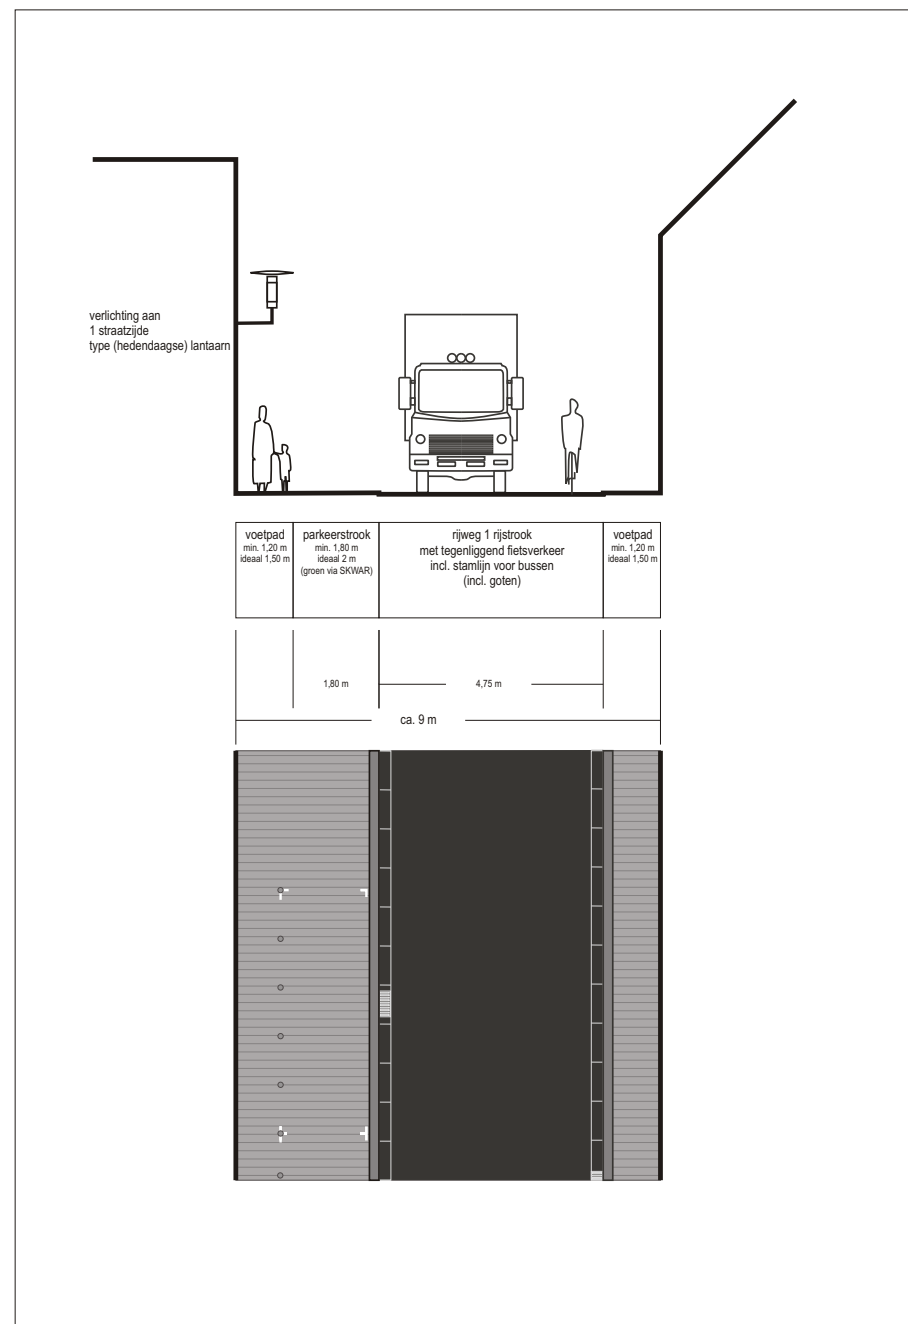 verlichting aan
1 straatzijde
type (hedendaagse) lantaarn
voetpad
min. 1,20 m
ideaal 1,50 m
parkeerstrook
min. 1,80 m
ideaal 2 m
(groen via SKWAR)
rijweg 1 rijstrook
met tegenliggend fietsverkeer
incl. stamlijn voor bussen
(incl. goten)
voetpad
min. 1,20 m
ideaal 1,50 m
1,80 m
4,75 m
ca. 9 m